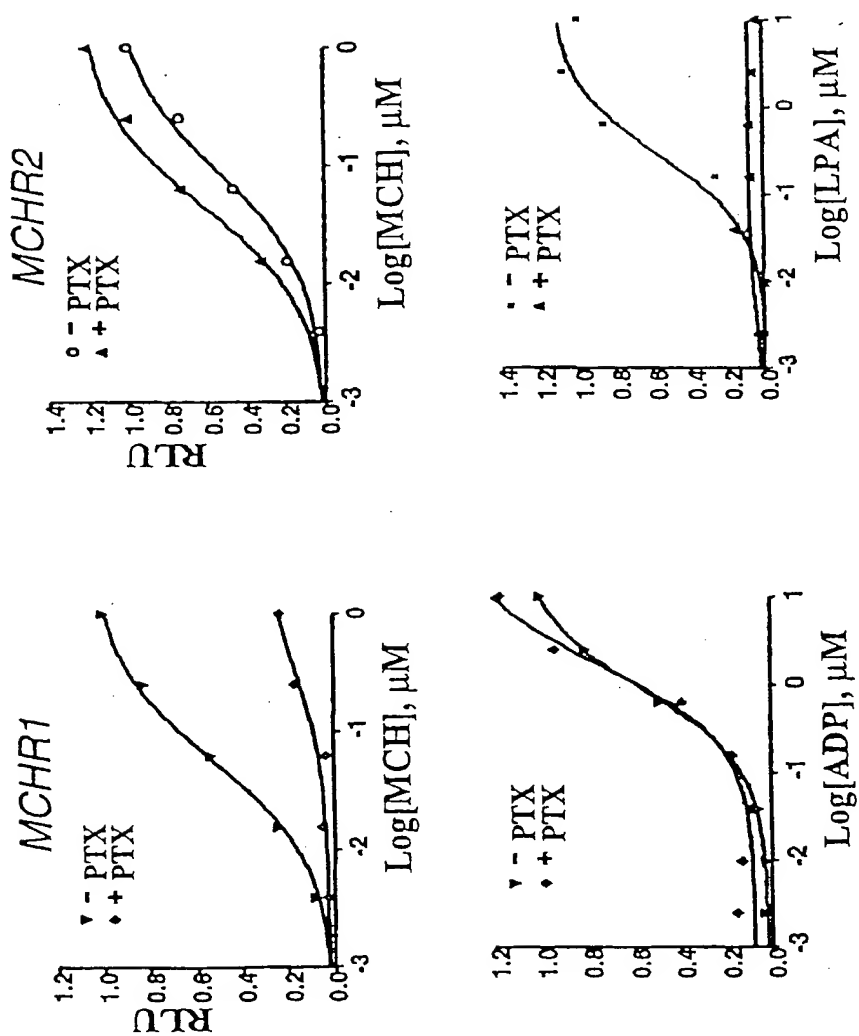 MCHR1
RLU
1.2
1.0
0.8
0.6
0.4
0.2
0.0
− PTX
+ PTX
-3 -2 -1 0
Log[MCH], µM
MCHR2
RLU
1.4
1.2
1.0
0.8
0.6
0.4
0.2
0.0
− PTX
+ PTX
-3 -2 -1 0
Log[MCH], µM
1.2
1.0
0.8
0.6
0.4
0.2
0.0
− PTX
+ PTX
-3 -2 -1 0 1
Log[ADP], µM
1.4
1.2
1.0
0.8
0.6
0.4
0.2
0.0
− PTX
+ PTX
-3 -2 -1 0 1
Log[LPA], µM